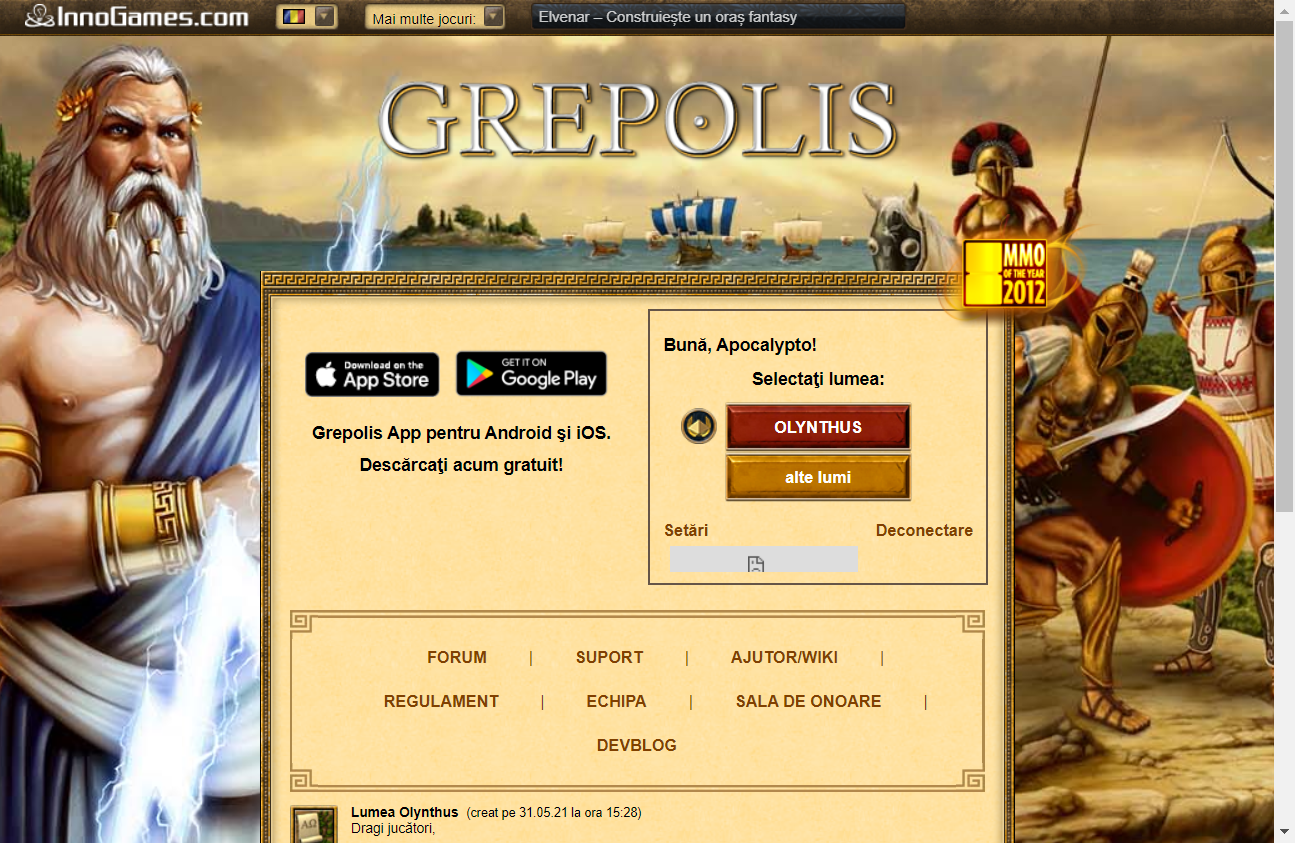 InnoGames.com
Mai multe jocuri:
Elvenar – Construiește un oraș fantasy
GREPOLIS
MMO
OF THE YEAR
2012
Download on the
App Store
GET IT ON
Google Play
Grepolis App pentru Android şi iOS.
Descărcaţi acum gratuit!
Bună, Apocalypto!
Selectaţi lumea:
OLYNTHUS
alte lumi
Setări
Deconectare
FORUM | SUPORT | AJUTOR/WIKI |
REGULAMENT | ECHIPA | SALA DE ONOARE |
DEVBLOG
ΑΩ
Lumea Olynthus (creat pe 31.05.21 la ora 15:28)
Dragi jucători,